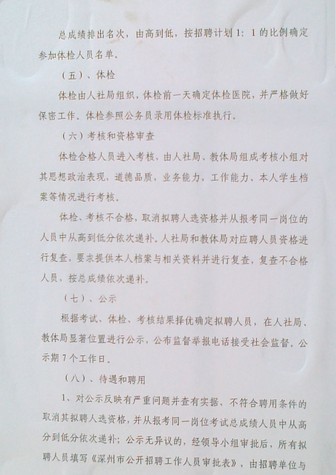 总成绩排出名次，由高到低，按招聘计划1：1的比例确定
参加体检人员名单。
（五）、体检
体检由人社局组织，体检前一天确定体检医院，并严格做好
保密工作。体检参照公务员录用体检标准执行。
（六）考核和资格审查
体检合格人员进入考核。由人社局、教体局组成考核小组对
其思想政治表现、道德品质、业务能力、工作能力、本人学生档
案等情况进行考核。
体检、考核不合格，取消拟聘人选资格并从报考同一岗位的
人员中从高到低分依次递补。人社局和教体局对应聘人员资格进
行复查，要求提供本人档案与相关资料并进行复查，复查不合格
人员，按总成绩依次递补。
（七）、公示
根据考试、体检、考核结果择优确定拟聘人员，在人社局、
教体局显著位置进行公示，公布监督举报电话接受社会监督。公
示期7个工作日。
（八）、待遇和聘用
1、对公示反映有严重问题并查有实据、不符合聘用条件的
取消其拟聘人选资格，并从报考同一岗位考试总成绩人员中从高
到低分依次递补；公示无异议的，经领导小组审批后，所有拟
聘人员填写《深州市公开招聘工作人员审批表》，由招聘单位与